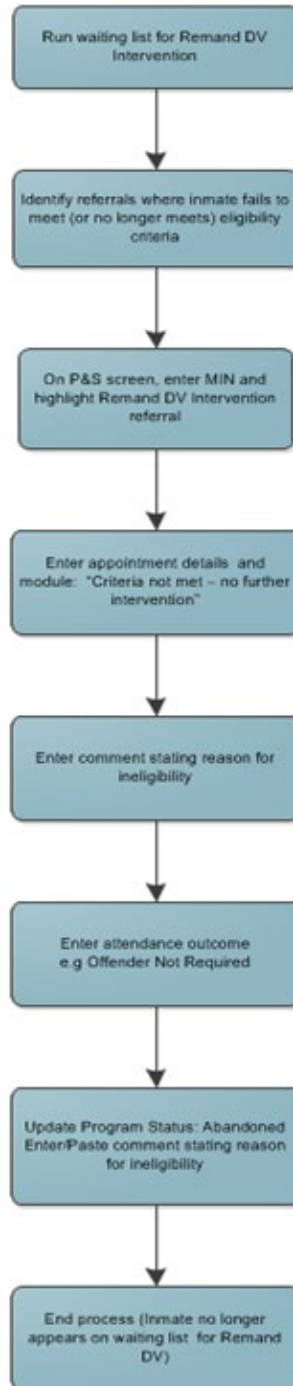 Run waiting list for Remand DV
Intervention
Identify referrals where inmate fails to
meet (or no longer meets) eligibility
criteria
On P&S screen, enter MIN and
highlight Remand DV Intervention
referral
Enter appointment details and
module: "Criteria not met – no further
intervention"
Enter comment stating reason for
ineligibility
Enter attendance outcome
e.g Offender Not Required
Update Program Status: Abandoned
Enter/Paste comment stating reason
for ineligibility
End process (Inmate no longer
appears on waiting list for Remand
DV)